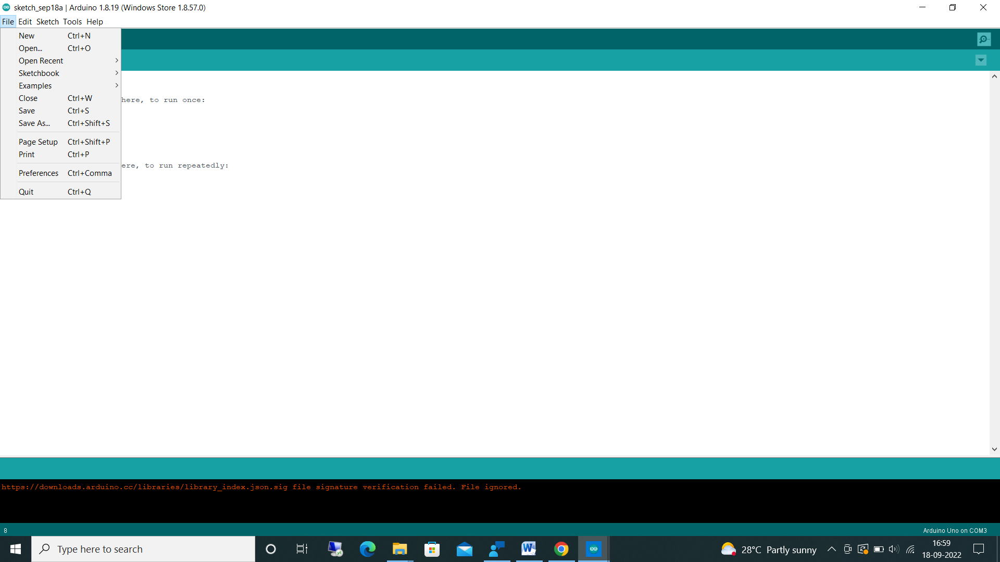 sketch_sep18a | Arduino 1.8.19 (Windows Store 1.8.57.0)
File Edit Sketch Tools Help
New Ctrl+N
Open... Ctrl+O
Open Recent
Sketchbook
Examples
Close Ctrl+W
here, to run once:
Save Ctrl+S
Save As... Ctrl+Shift+S
Page Setup Ctrl+Shift+P
Print Ctrl+P
ere, to run repeatedly:
Preferences Ctrl+Comma
Quit Ctrl+Q
https://downloads.arduino.cc/libraries/library_index.json.sig file signature verification failed. File ignored.
8 Arduino Uno on COM3
Type here to search
28°C Partly sunny
16:59
18-09-2022